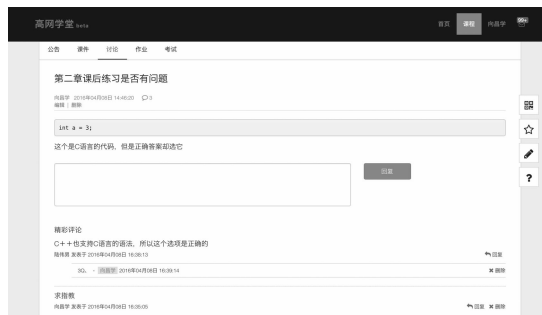 高网学堂 beta
首页 课程 向昌学 99+
公告 课件 讨论 作业 考试
第二章课后练习是否有问题
向昌学 2016年04月08日 14:46:20 3
编辑 | 删除
int a = 3;
这个是C语言的代码，但是正确答案却选它
回复
精彩评论
C++也支持C语言的语法，所以这个选项是正确的
陆伟男 发表于 2016年04月08日 16:38:13 回复
SQL - 向昌学 2016年04月08日 16:39:14 删除
求指教
向昌学 发表于 2016年04月08日 16:35:05 回复 删除
?